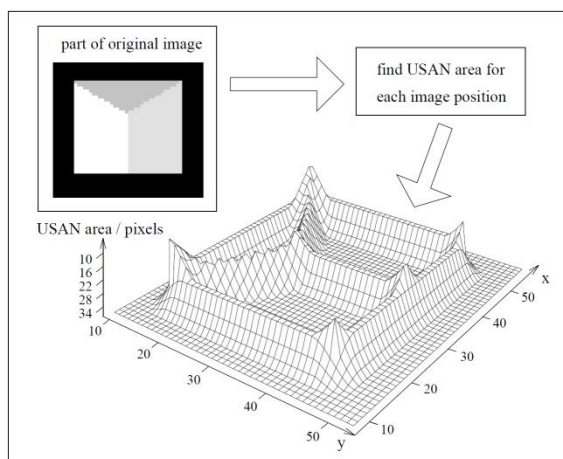 part of original image
find USAN area for
each image position
USAN area / pixels
10
16
22
28
34
10
20
30
40
50
y
10
20
30
40
50
x